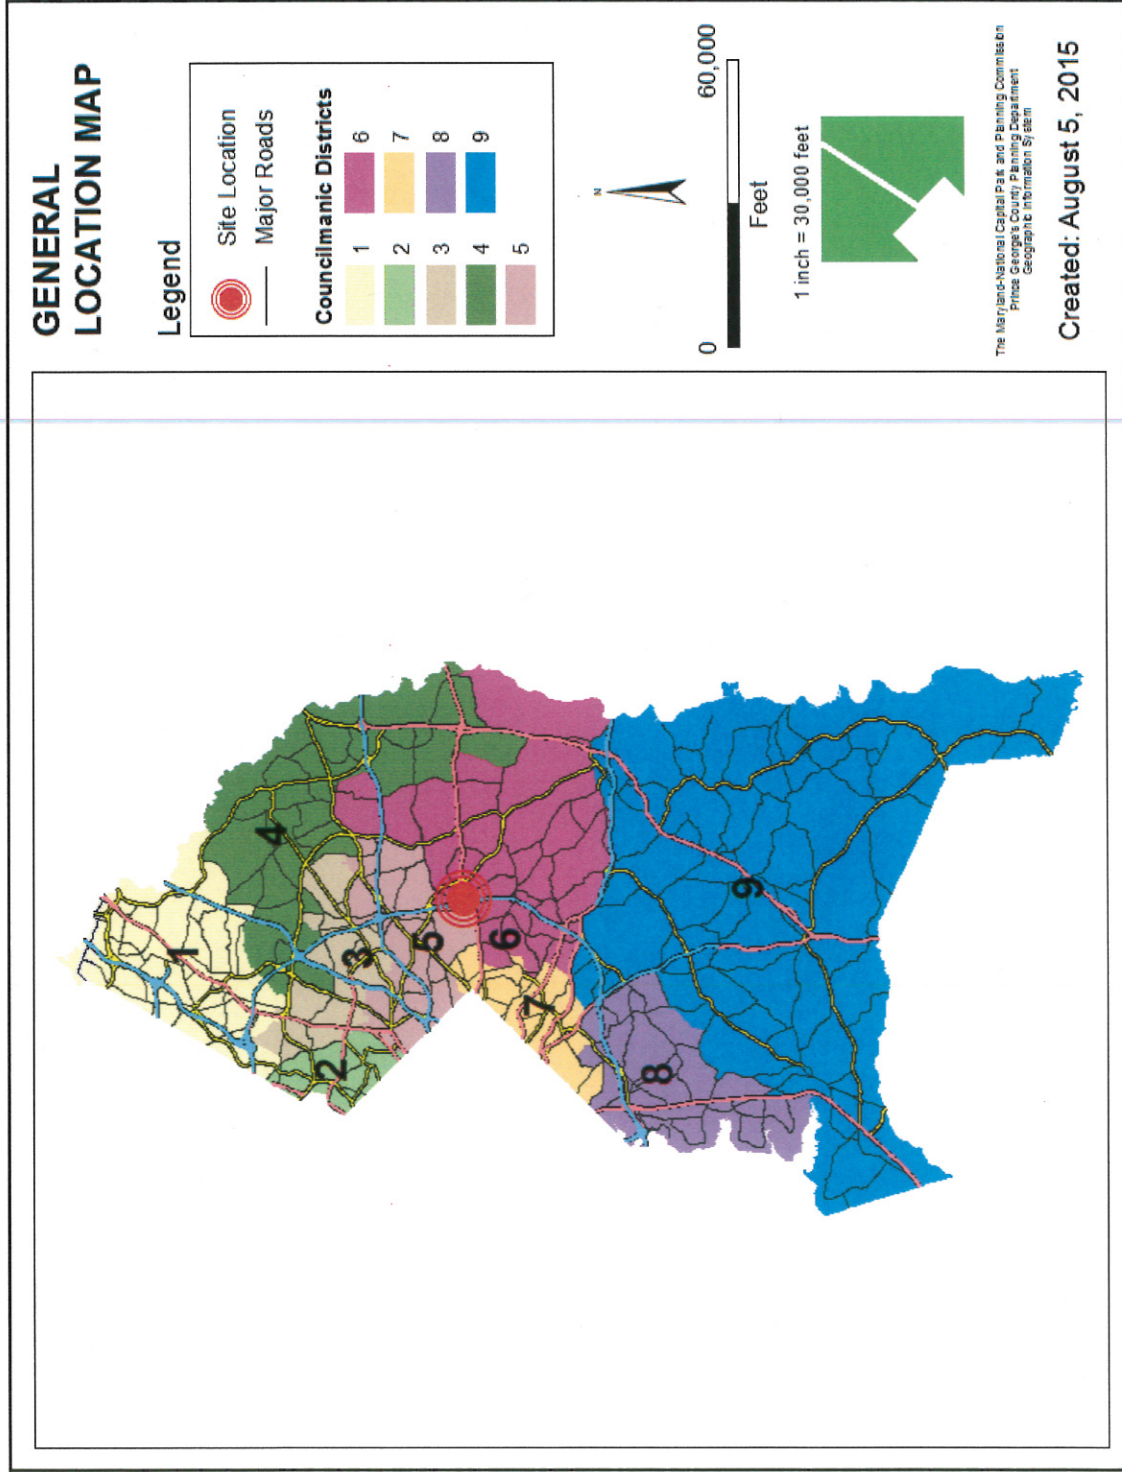 GENERAL
LOCATION MAP
Legend
Site Location
Major Roads
Councilmanic Districts
1
6
2
7
3
8
4
9
5
N
0
60,000
Feet
1 inch = 30,000 feet
The Maryland-National Capital Park and Planning Commission
Prince George's County Planning Department
Geographic Information System
Created: August 5, 2015
1
2
3
4
5
6
7
8
9